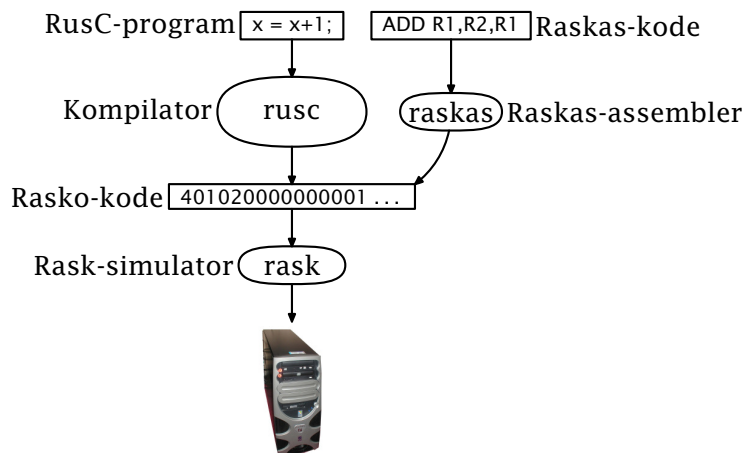 RusC-program x = x+1; ADD R1,R2,R1 Raskas-kode
Kompilator rusc raskas Raskas-assembler
Rasko-kode 401020000000001 ...
Rask-simulator rask